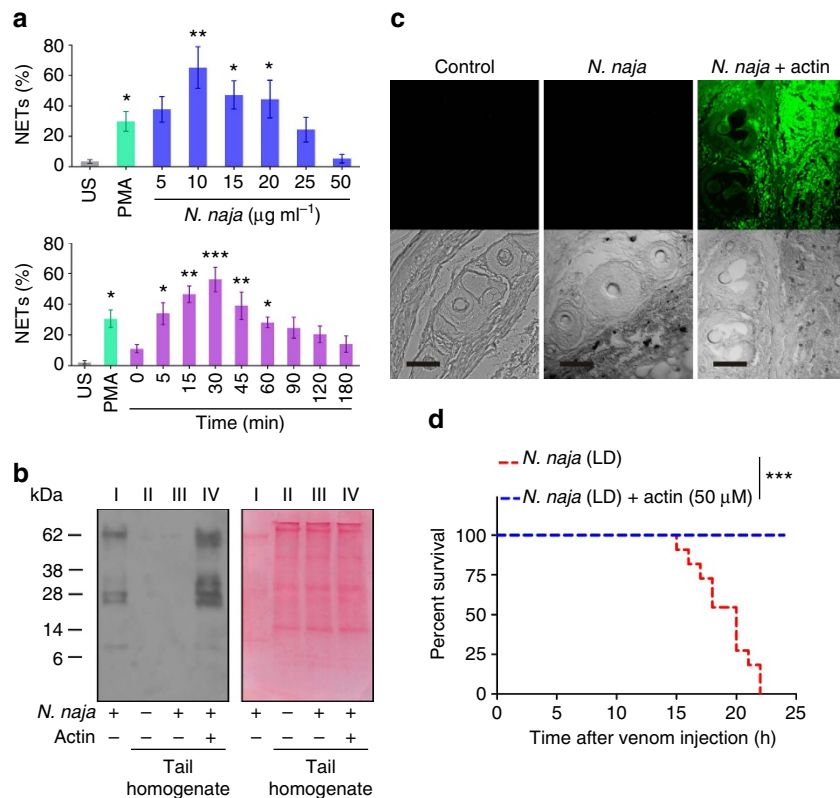 a
80
**
60
*
*
*
40
20
0
NETs (%)
US
PMA
5
10
15
20
25
50
N. naja (μg ml⁻¹)
80
***
60
**
**
*
*
*
40
20
0
NETs (%)
US
PMA
0
5
15
30
45
60
90
120
180
Time (min)
b
kDa
I II III IV
I II III IV
62
38
28
14
6
N. naja + – + + + – + +
Actin – – – + – – – +
Tail homogenate
Tail homogenate
c
Control
N. naja
N. naja + actin
d
N. naja (LD)
N. naja (LD) + actin (50 μM)
***
100
75
50
25
0
Percent survival
0 5 10 15 20 25
Time after venom injection (h)